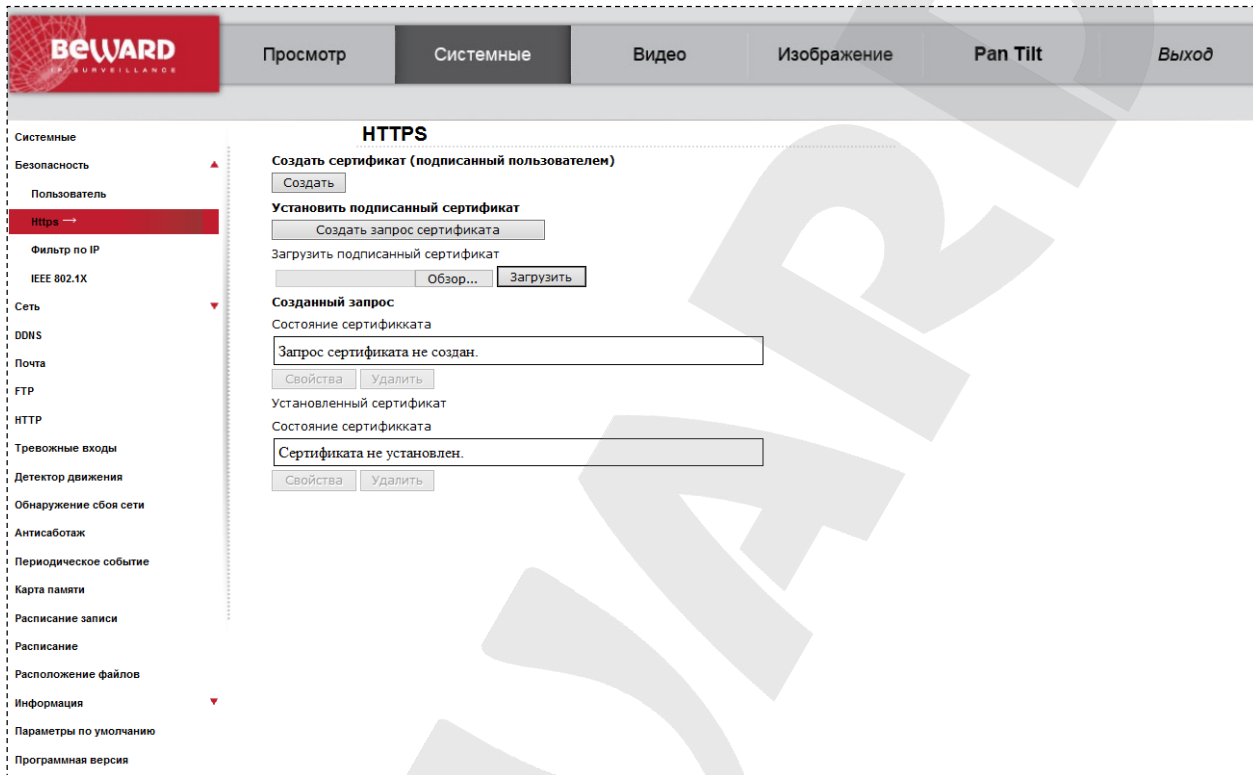 BEWARD
IP SURVEILLANCE
Просмотр
Системные
Видео
Изображение
Pan Tilt
Выход
Системные
Безопасность
Пользователь
Https →
Фильтр по IP
IEEE 802.1X
Сеть
DDNS
Почта
FTP
HTTP
Тревожные входы
Детектор движения
Обнаружение сбоя сети
Антисаботаж
Периодическое событие
Карта памяти
Расписание записи
Расписание
Расположение файлов
Информация
Параметры по умолчанию
Программная версия
HTTPS
Создать сертификат (подписанный пользователем)
Создать
Установить подписанный сертификат
Создать запрос сертификата
Загрузить подписанный сертификат
Обзор... Загрузить
Созданный запрос
Состояние сертификката
Запрос сертификата не создан.
Свойства Удалить
Установленный сертификат
Состояние сертификката
Сертификата не установлен.
Свойства Удалить